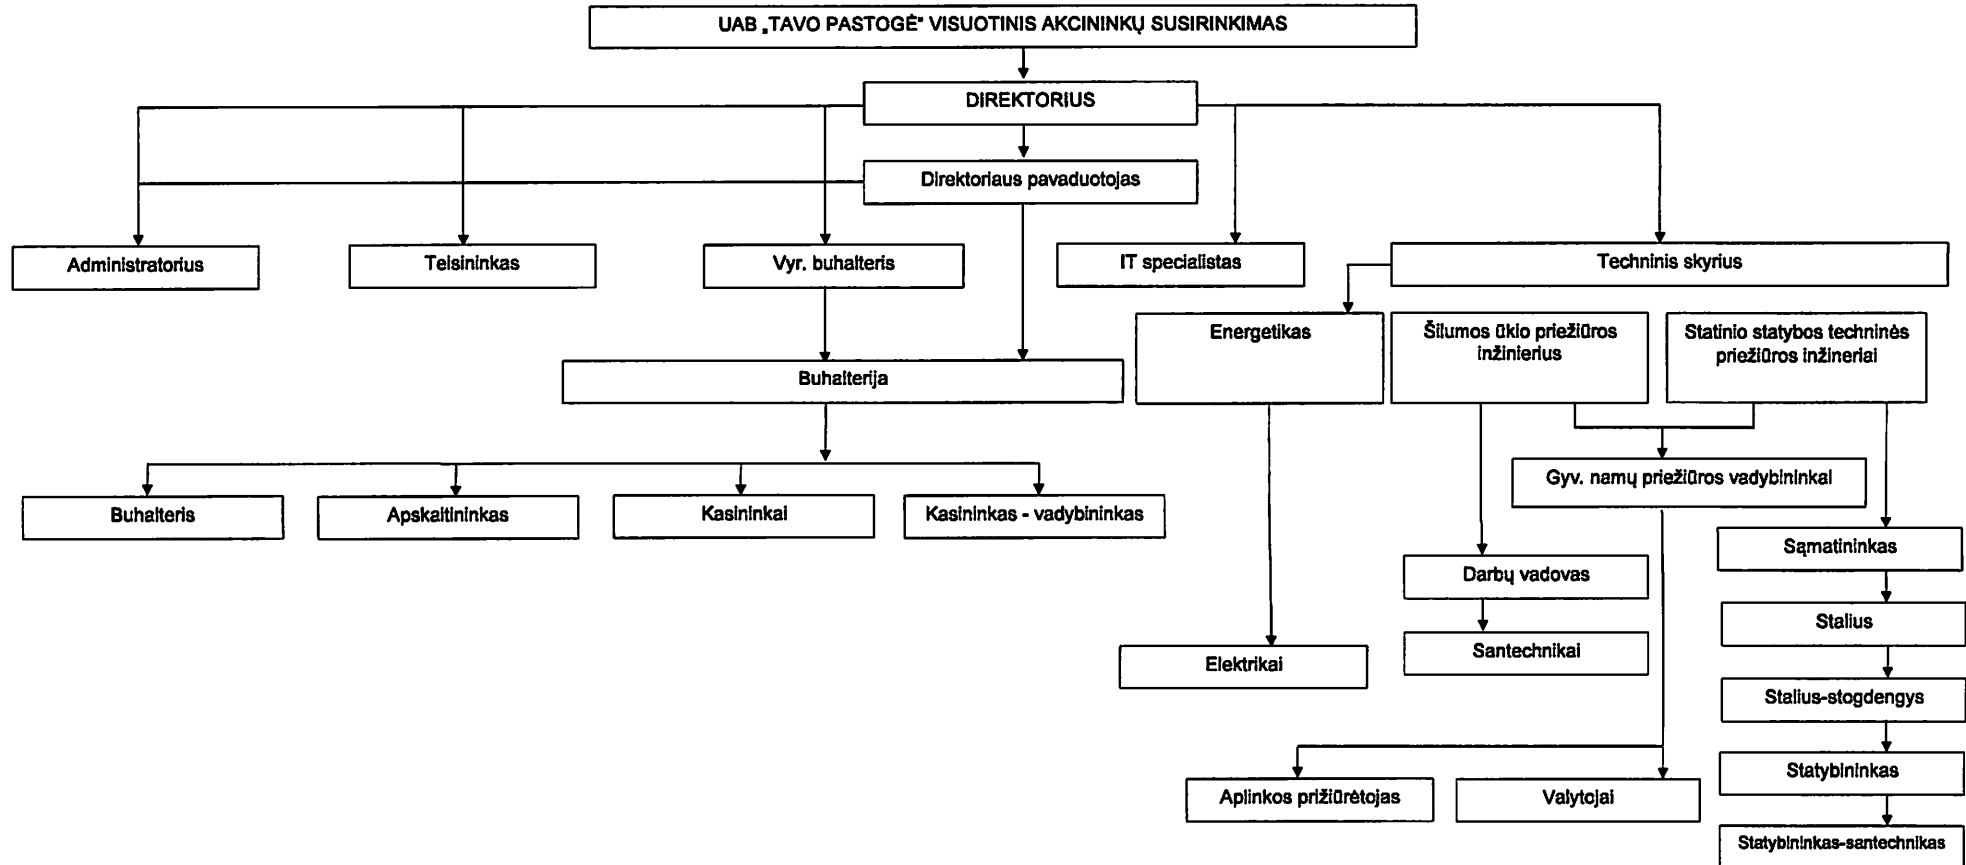 UAB „TAVO PASTOGĖ" VISUOTINIS AKCININKŲ SUSIRINKIMAS
DIREKTORIUS
Direktoriaus pavaduotojas
Administratorius
Teisininkas
Vyr. buhalteris
IT specialistas
Techninis skyrius
Energetikas
Šilumos ūkio priežiūros
inžinierius
Statinio statybos techninės
priežiūros inžineriai
Buhalterija
Gyv. namų priežiūros vadybininkai
Buhalteris
Apskaitininkas
Kasininkai
Kasininkas - vadybininkas
Sąmatininkas
Darbų vadovas
Stalius
Santechnikai
Elektrikai
Stalius-stogdengys
Statybininkas
Aplinkos prižiūrėtojas
Valytojai
Statybininkas-santechnikas